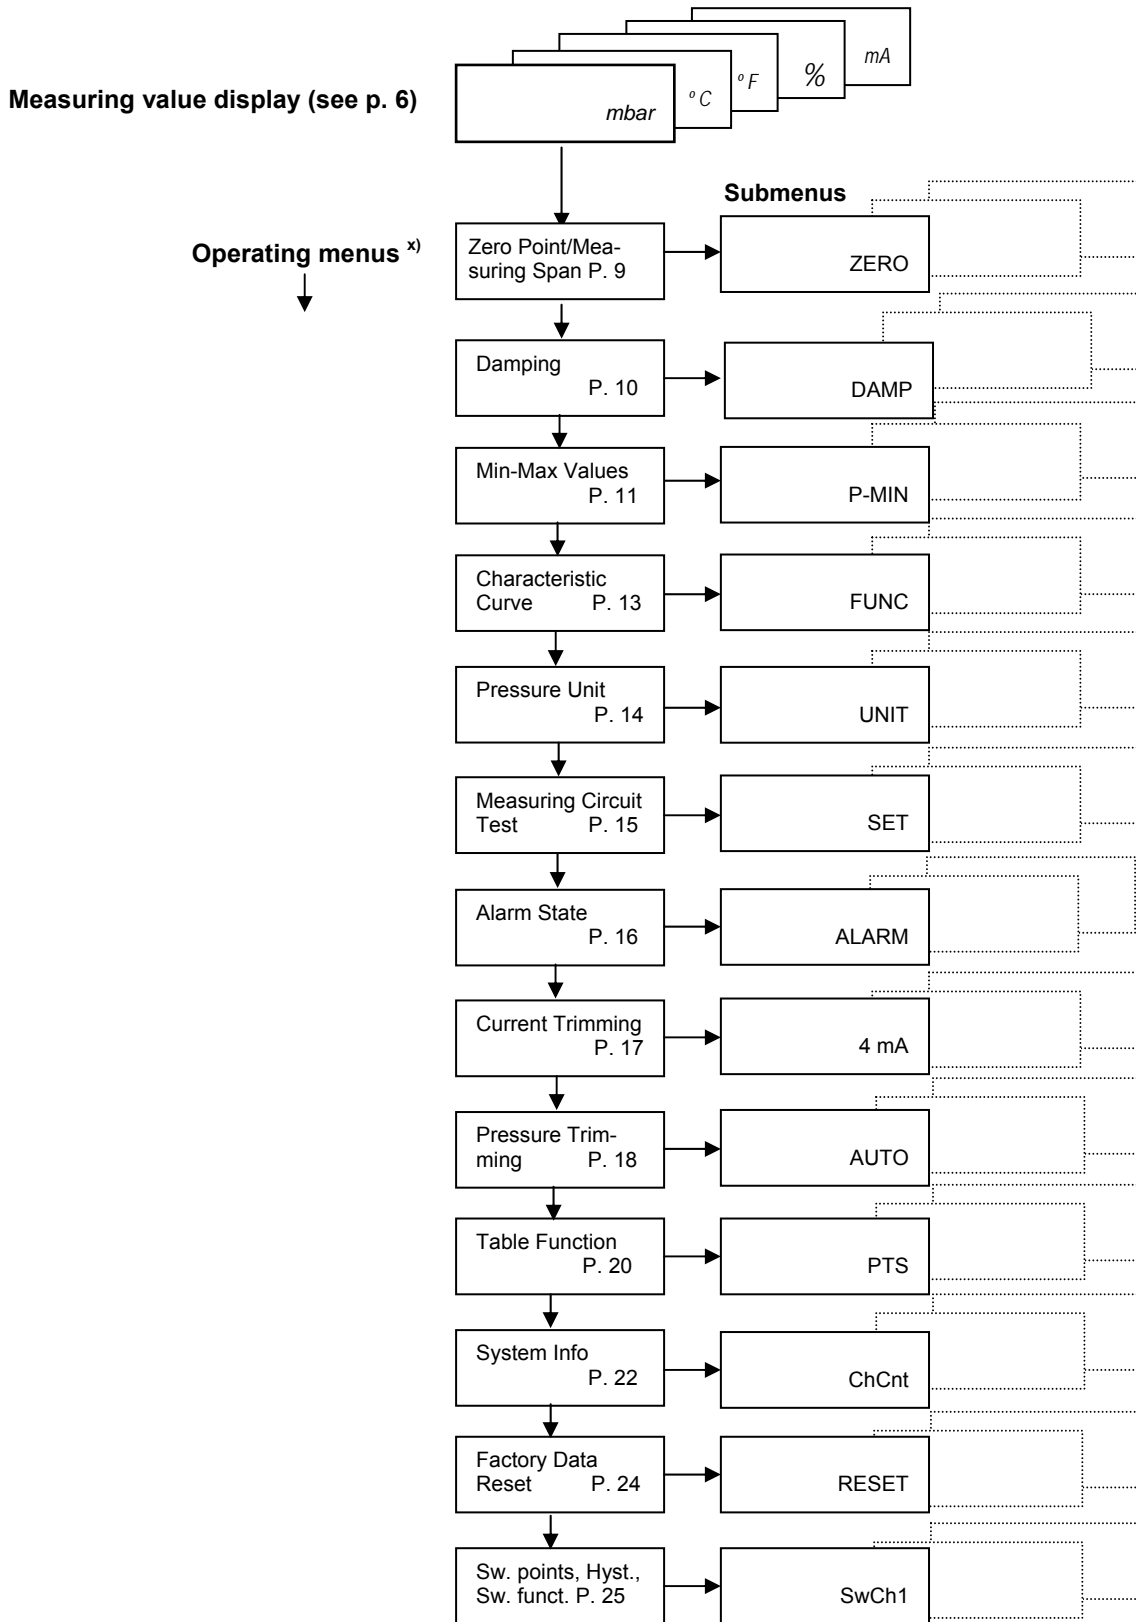 mA
%
º F
º C
mbar
Measuring value display (see p. 6)
Submenus
Operating menus x)
Zero Point/Mea-
suring Span P. 9
ZERO
Damping
P. 10
DAMP
Min-Max Values
P. 11
P-MIN
Characteristic
Curve P. 13
FUNC
Pressure Unit
P. 14
UNIT
Measuring Circuit
Test P. 15
SET
Alarm State
P. 16
ALARM
Current Trimming
P. 17
4 mA
Pressure Trim-
ming P. 18
AUTO
Table Function
P. 20
PTS
System Info
P. 22
ChCnt
Factory Data
Reset P. 24
RESET
Sw. points, Hyst.,
Sw. funct. P. 25
SwCh1